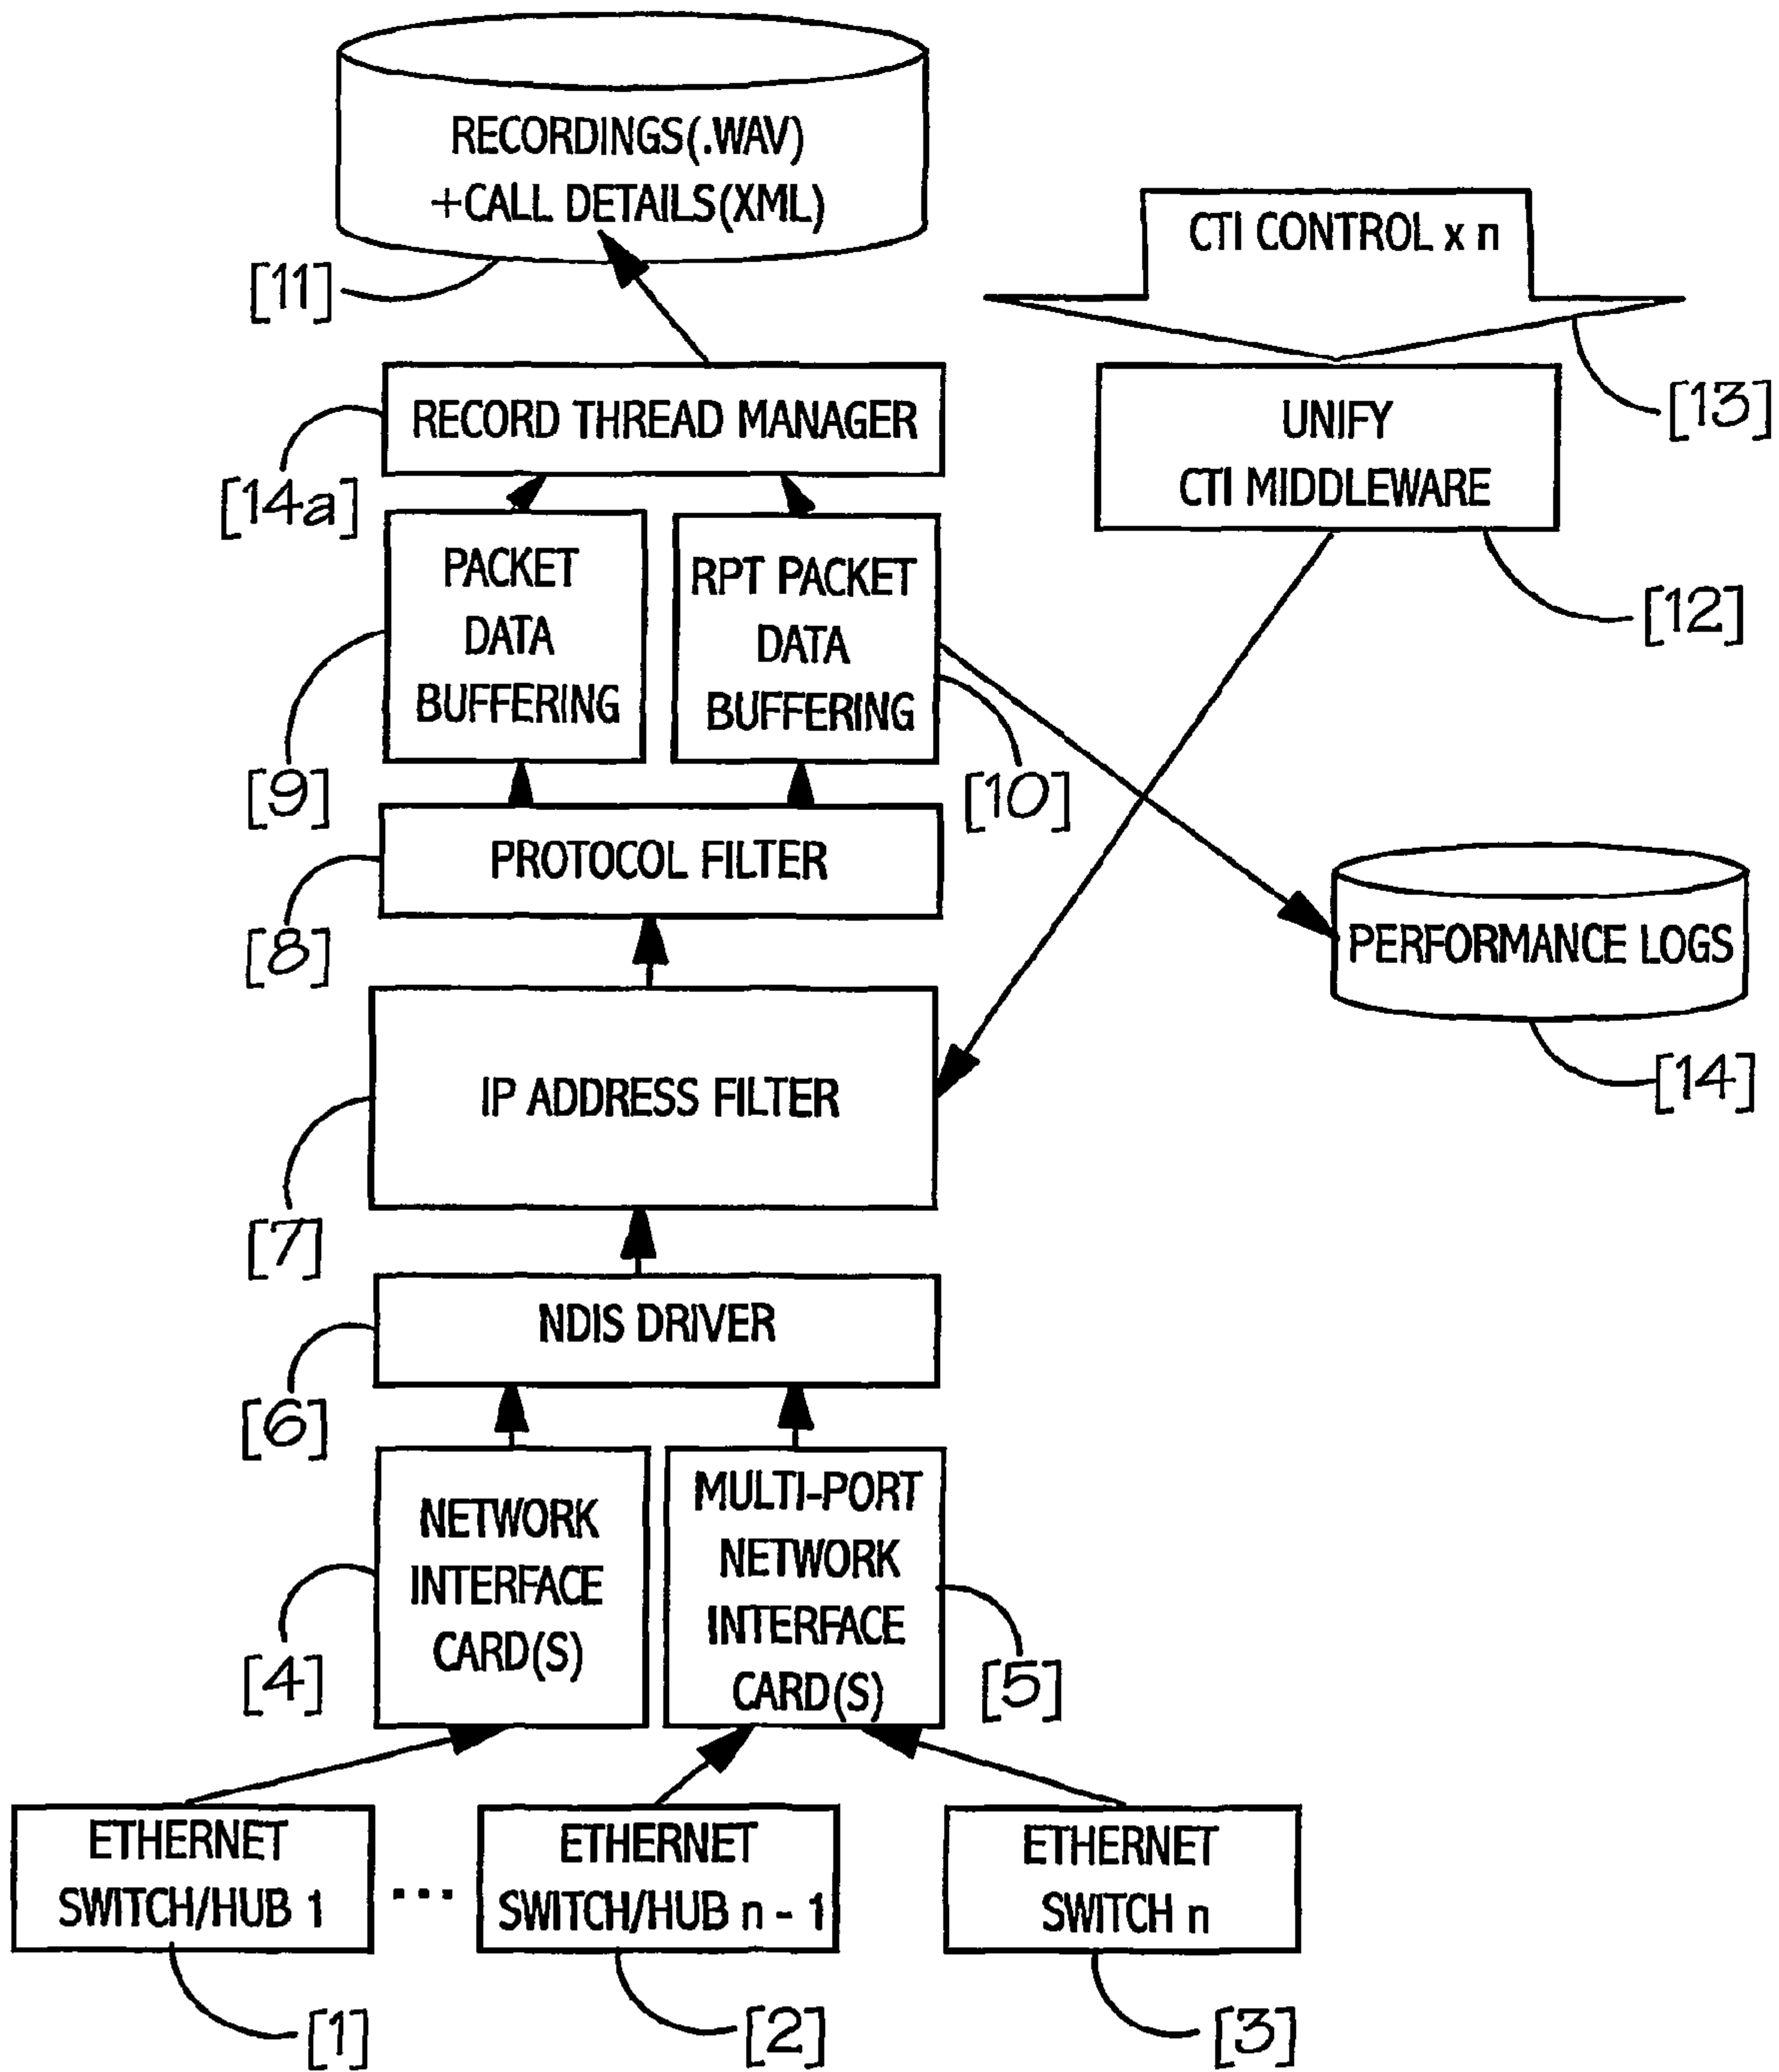 RECORDINGS(.WAV)
+CALL DETAILS(XML)
[11]
CTI CONTROL x n
[13]
RECORD THREAD MANAGER
[14a]
UNIFY
CTI MIDDLEWARE
[12]
PACKET
DATA
BUFFERING
[9]
RPT PACKET
DATA
BUFFERING
[10]
PROTOCOL FILTER
[8]
PERFORMANCE LOGS
[14]
IP ADDRESS FILTER
[7]
NDIS DRIVER
[6]
NETWORK
INTERFACE
CARD(S)
[4]
MULTI-PORT
NETWORK
INTERFACE
CARD(S)
[5]
ETHERNET
SWITCH/HUB 1
...
ETHERNET
SWITCH/HUB n - 1
ETHERNET
SWITCH n
[1]
[2]
[3]